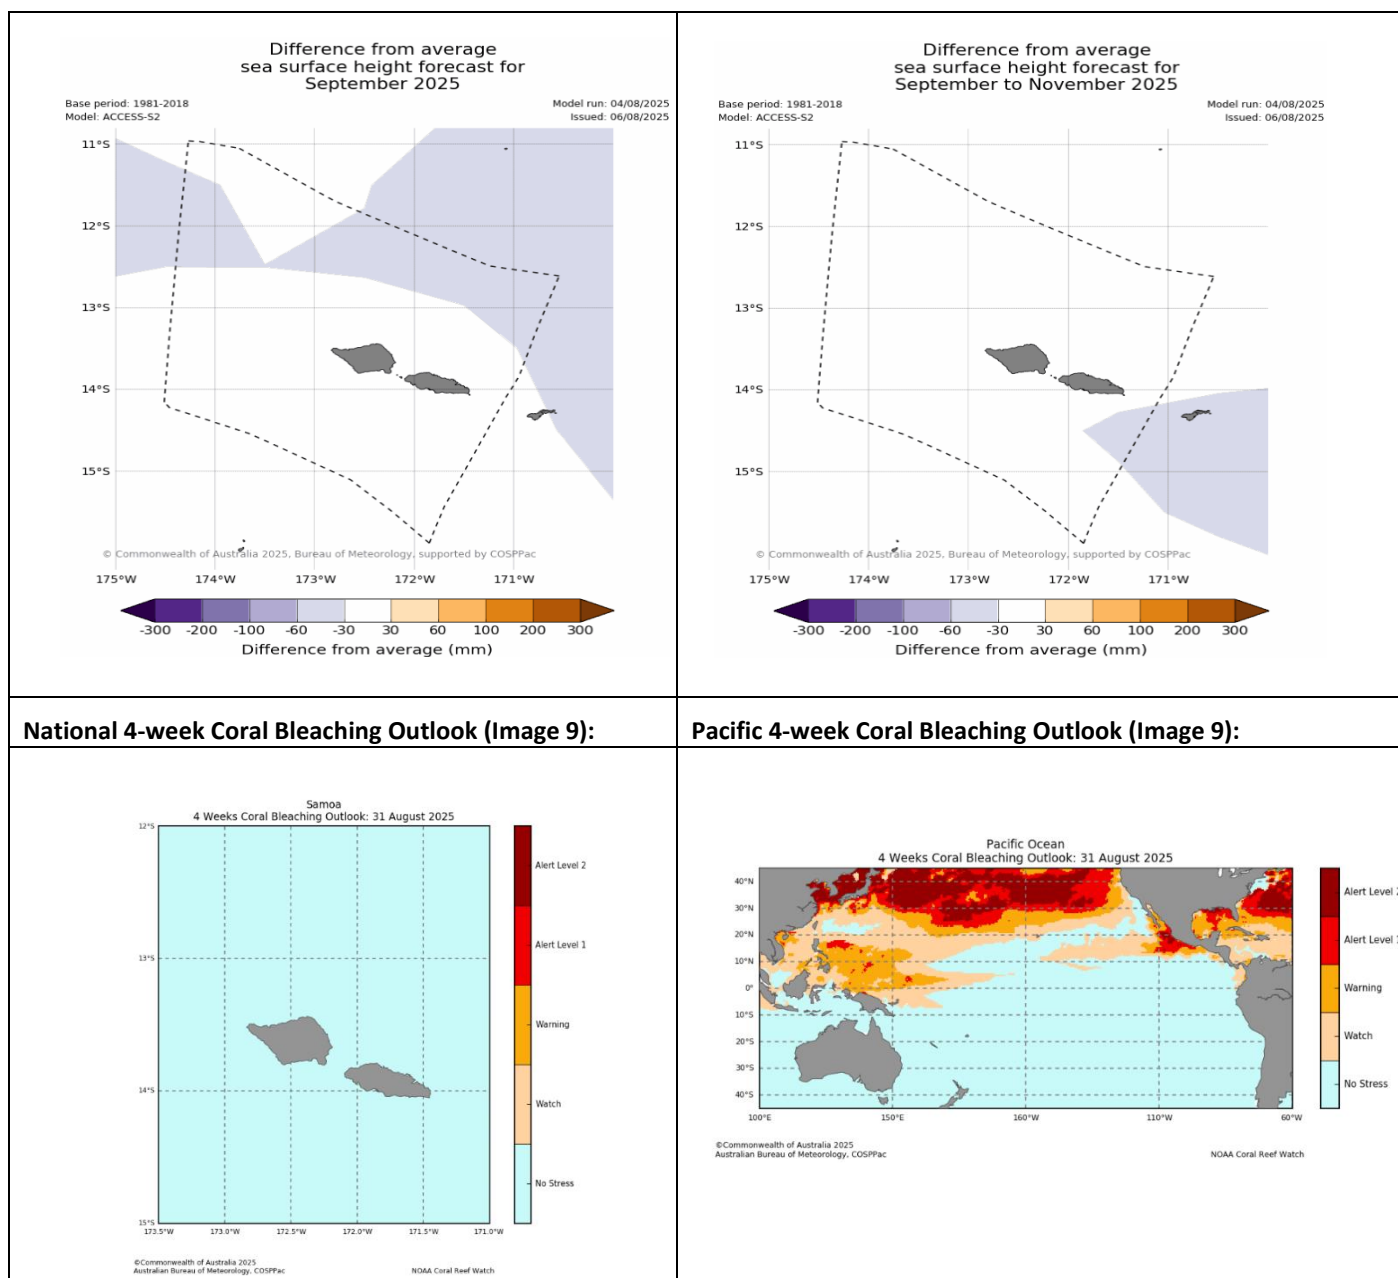 Difference from average
sea surface height forecast for
September 2025
Base period: 1981-2018
Model: ACCESS-S2
Model run: 04/08/2025
Issued: 06/08/2025
11°S
12°S
13°S
14°S
15°S
© Commonwealth of Australia 2025, Bureau of Meteorology, supported by COSPPac
175°W 174°W 173°W 172°W 171°W
-300 -200 -100 -60 -30 30 60 100 200 300
Difference from average (mm)
Difference from average
sea surface height forecast for
September to November 2025
Base period: 1981-2018
Model: ACCESS-S2
Model run: 04/08/2025
Issued: 06/08/2025
11°S
12°S
13°S
14°S
15°S
© Commonwealth of Australia 2025, Bureau of Meteorology, supported by COSPPac
175°W 174°W 173°W 172°W 171°W
-300 -200 -100 -60 -30 30 60 100 200 300
Difference from average (mm)
National 4-week Coral Bleaching Outlook (Image 9):
Pacific 4-week Coral Bleaching Outlook (Image 9):
Samoa
4 Weeks Coral Bleaching Outlook: 31 August 2025
12°S
13°S
14°S
15°S
173.5°W 173.0°W 172.5°W 172.0°W 171.5°W 171.0°W
Alert Level 2
Alert Level 1
Warning
Watch
No Stress
©Commonwealth of Australia 2025
Australian Bureau of Meteorology, COSPPac
NOAA Coral Reef Watch
Pacific Ocean
4 Weeks Coral Bleaching Outlook: 31 August 2025
40°N
30°N
20°N
10°N
0°
10°S
20°S
30°S
40°S
100°E 150°E 160°W 110°W 60°W
Alert Level 2
Alert Level 1
Warning
Watch
No Stress
©Commonwealth of Australia 2025
Australian Bureau of Meteorology, COSPPac
NOAA Coral Reef Watch